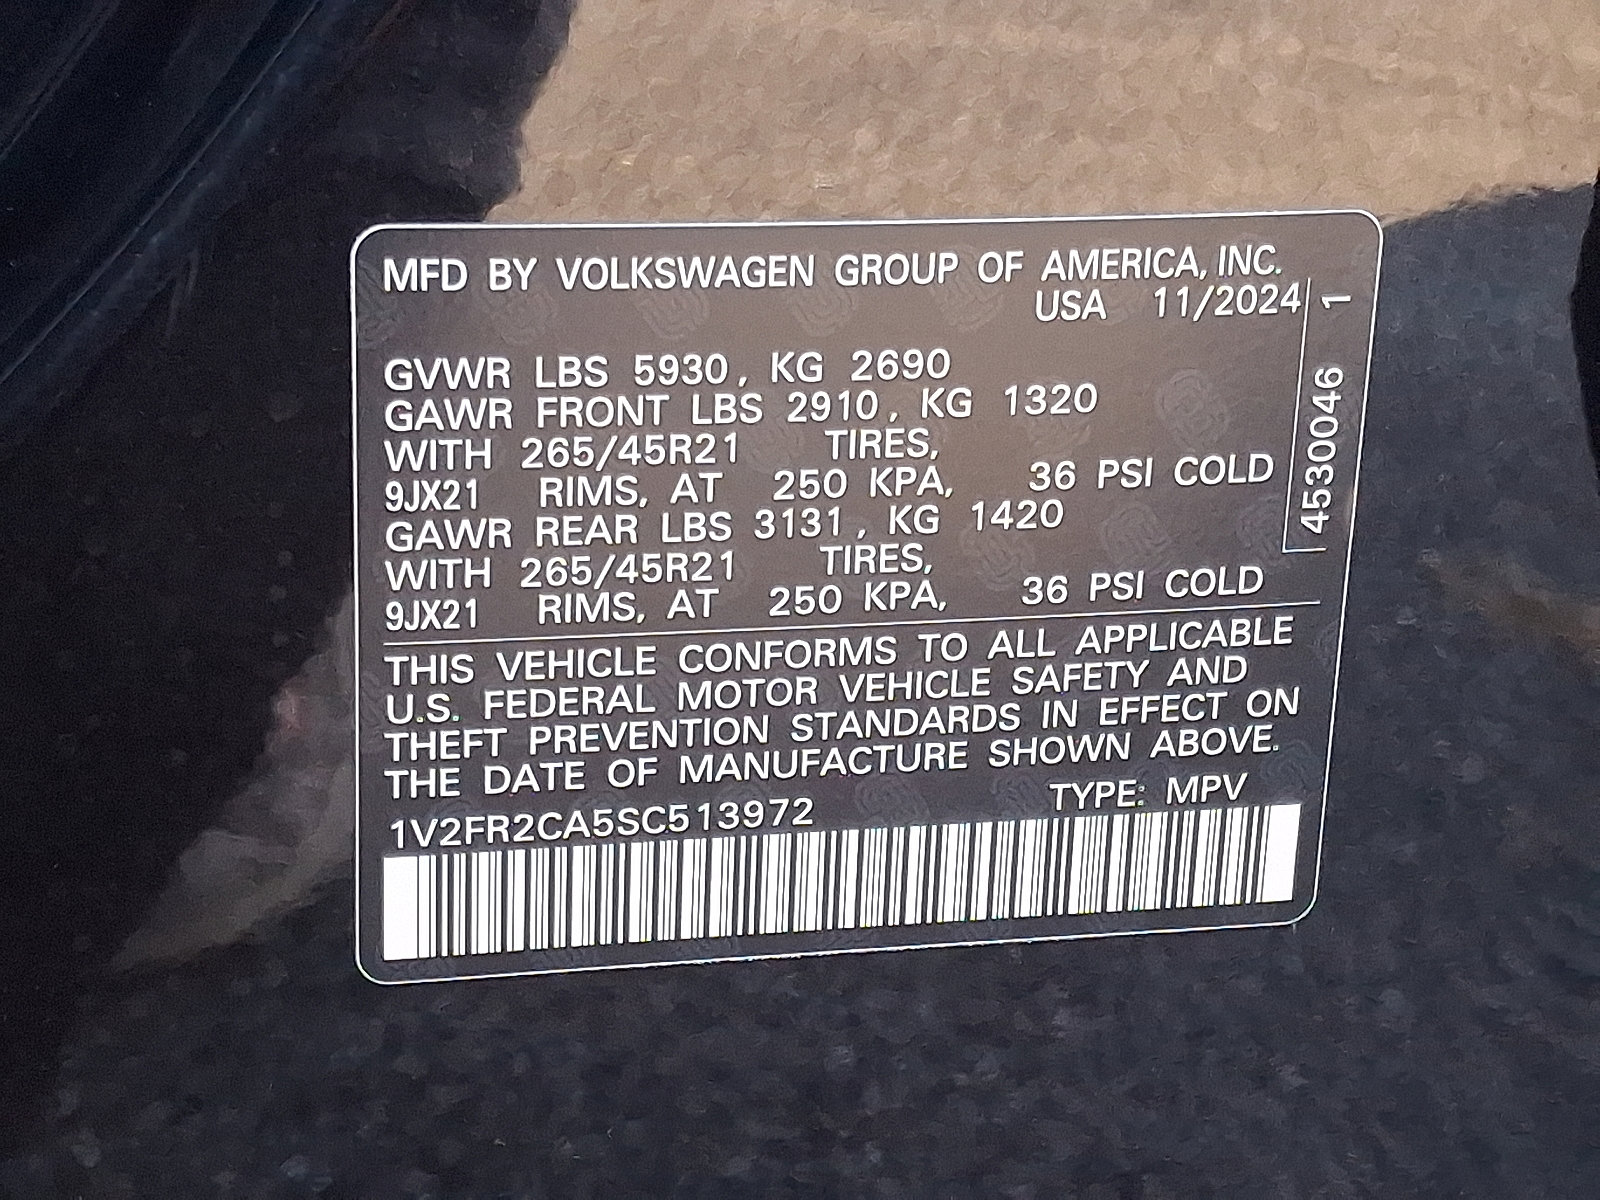 MFD BY VOLKSWAGEN GROUP OF AMERICA, INC.
USA 11/2024
GVWR LBS 5930, KG 2690
GAWR FRONT LBS 2910, KG 1320
WITH 265/45R21 TIRES,
9JX21 RIMS, AT 250 KPA, 36 PSI COLD
GAWR REAR LBS 3131, KG 1420
WITH 265/45R21 TIRES,
9JX21 RIMS, AT 250 KPA, 36 PSI COLD
4530046 1
THIS VEHICLE CONFORMS TO ALL APPLICABLE
U.S. FEDERAL MOTOR VEHICLE SAFETY AND
THEFT PREVENTION STANDARDS IN EFFECT ON
THE DATE OF MANUFACTURE SHOWN ABOVE.
1V2FR2CA5SC513972 TYPE: MPV